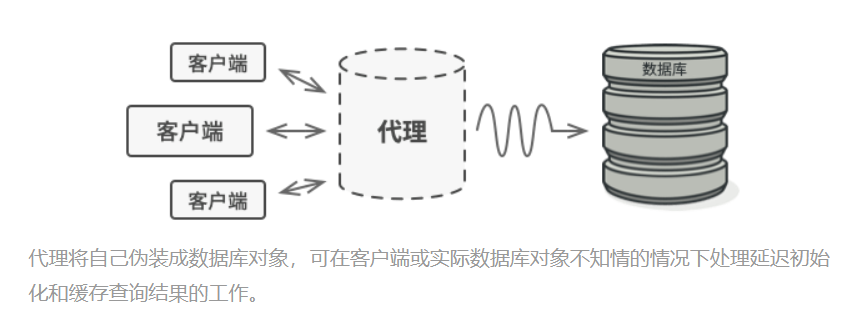 客户端
数据库
客户端
代理
客户端
代理将自己伪装成数据库对象，可在客户端或实际数据库对象不知情的情况下处理延迟初始
化和缓存查询结果的工作。